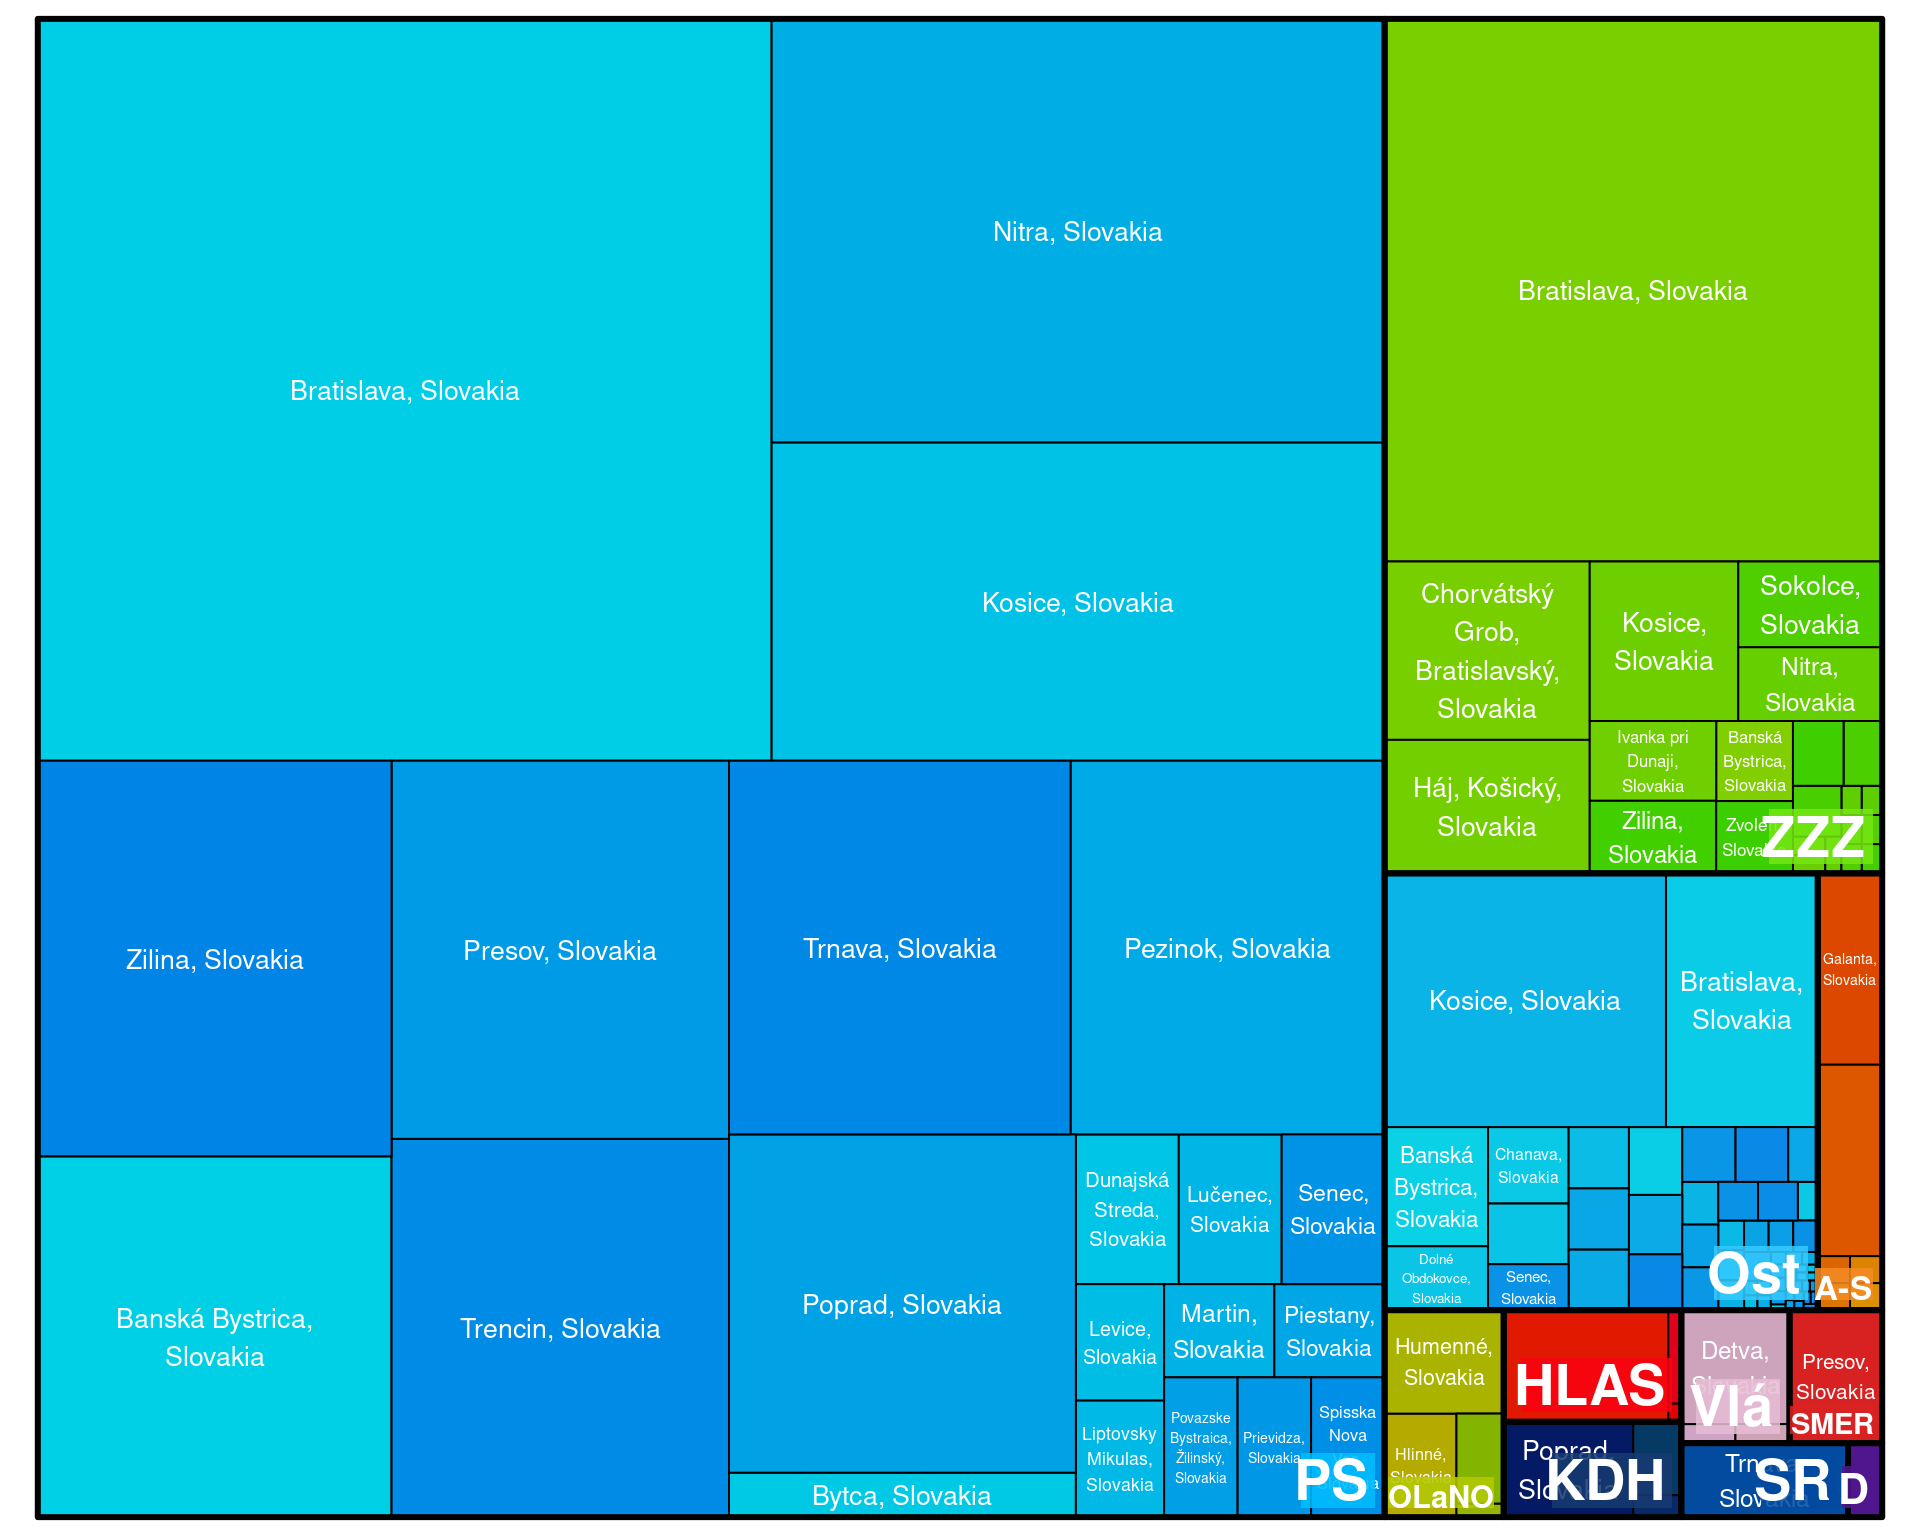 Bratislava, Slovakia
Nitra, Slovakia
Kosice, Slovakia
Zilina, Slovakia
Presov, Slovakia
Trnava, Slovakia
Pezinok, Slovakia
Banská Bystrica,
Slovakia
Trencin, Slovakia
Poprad, Slovakia
Bytca, Slovakia
Dunajská
Streda,
Slovakia
Lučenec,
Slovakia
Senec,
Slovakia
Levice,
Slovakia
Martin,
Slovakia
Piestany,
Slovakia
Liptovsky
Mikulas,
Slovakia
Povazske
Bystraica,
Žilinský,
Slovakia
Prievidza,
Slovakia
Spisska
Nova
PS
Bratislava, Slovakia
Chorvátský
Grob,
Bratislavský,
Slovakia
Kosice,
Slovakia
Sokolce,
Slovakia
Nitra,
Slovakia
Háj, Košický,
Slovakia
Ivanka pri
Dunaji,
Slovakia
Banská
Bystrica,
Slovakia
Zilina,
Slovakia
ZZZ
Kosice, Slovakia
Bratislava,
Slovakia
Banská
Bystrica,
Slovakia
Chanava,
Slovakia
Dolné
Obdokovce,
Slovakia
Senec,
Slovakia
Ost
Galanta,
Slovakia
A-S
Humenné,
Slovakia
Hlinné,
Slovakia
OLaNO
HLAS
Poprad
KDH
Detva,
Vlá
Presov,
Slovakia
SMER
SR
D